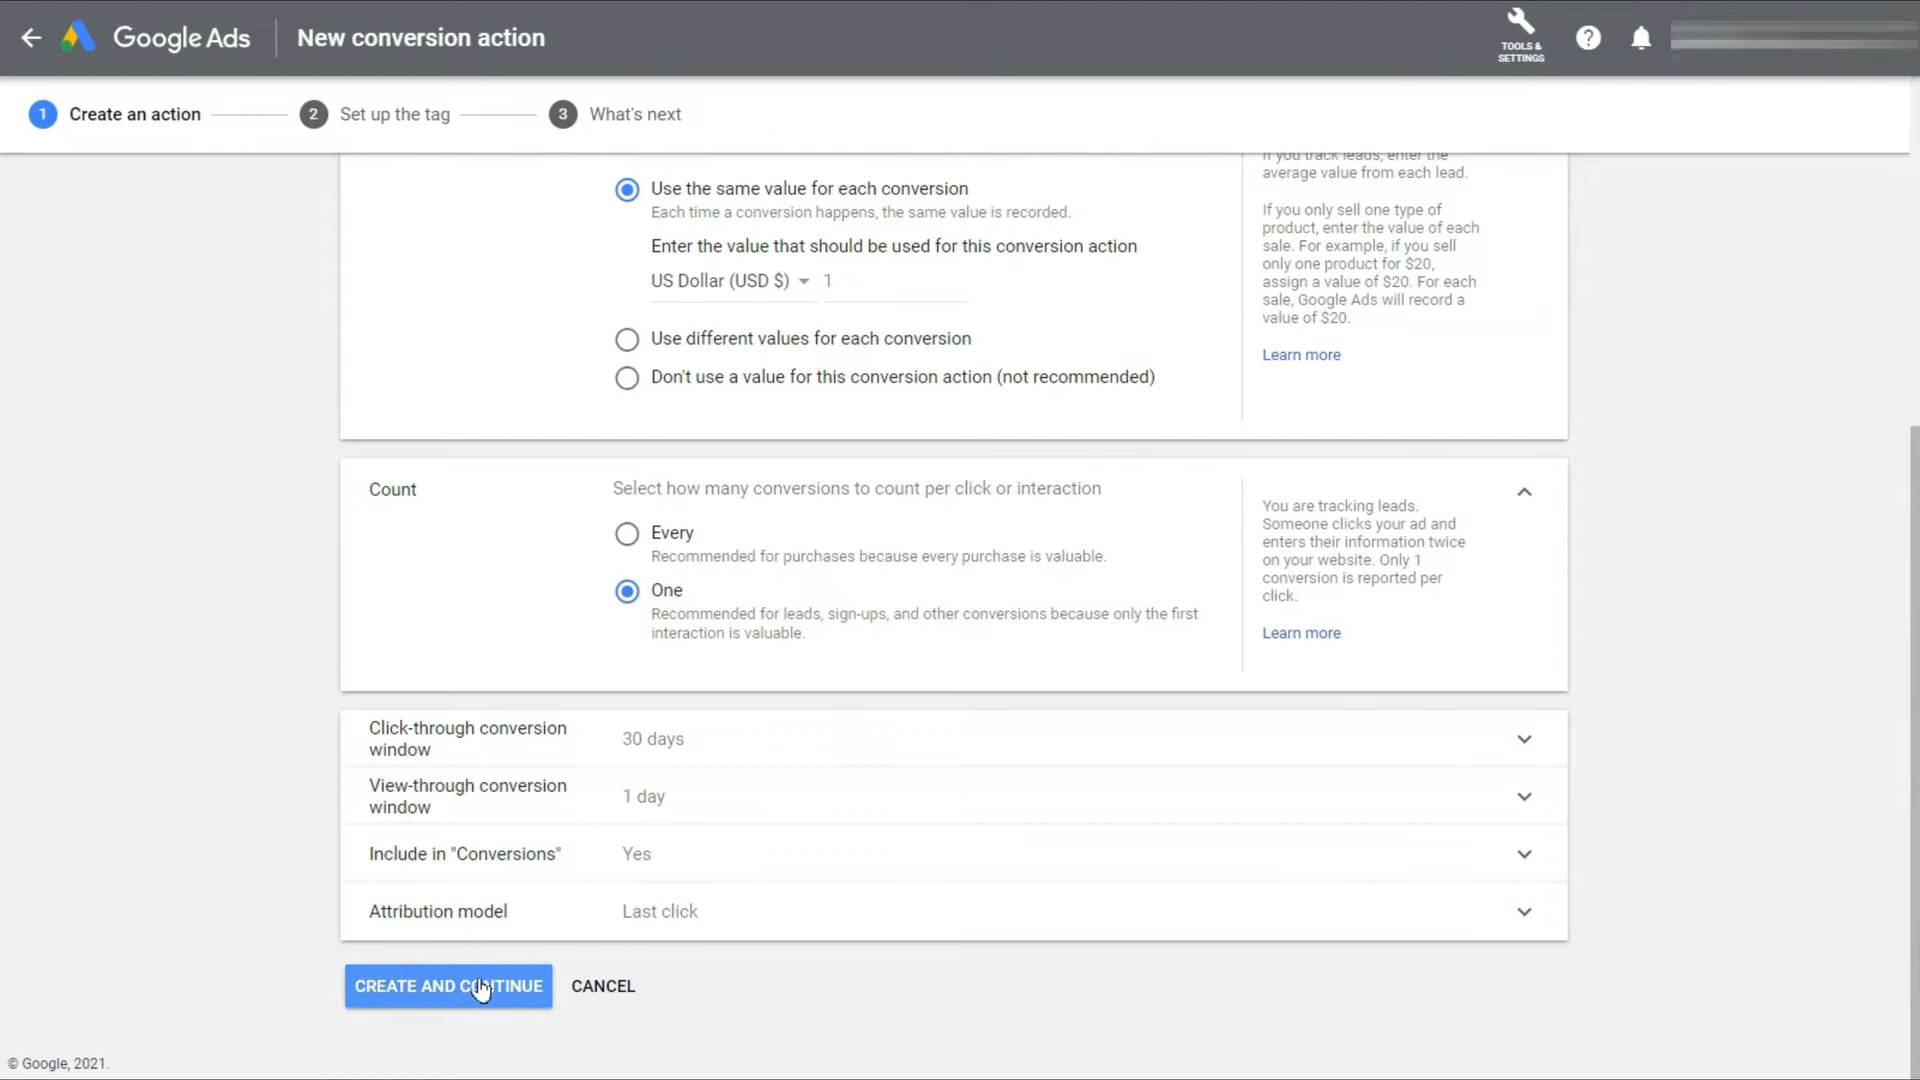 Google Ads
New conversion action
TOOLS &
SETTINGS
1 Create an action
2 Set up the tag
3 What's next
If you track leads, enter the
average value from each lead.
If you only sell one type of
product, enter the value of each
sale. For example, if you sell
only one product for $20,
assign a value of $20. For each
sale, Google Ads will record a
value of $20.
Learn more
Use the same value for each conversion
Each time a conversion happens, the same value is recorded.
Enter the value that should be used for this conversion action
US Dollar (USD $) 1
Use different values for each conversion
Don't use a value for this conversion action (not recommended)
Count
Select how many conversions to count per click or interaction
Every
Recommended for purchases because every purchase is valuable.
One
Recommended for leads, sign-ups, and other conversions because only the first
interaction is valuable.
You are tracking leads.
Someone clicks your ad and
enters their information twice
on your website. Only 1
conversion is reported per
click.
Learn more
Click-through conversion
window
30 days
View-through conversion
window
1 day
Include in "Conversions"
Yes
Attribution model
Last click
CREATE AND CONTINUE
CANCEL
© Google, 2021.